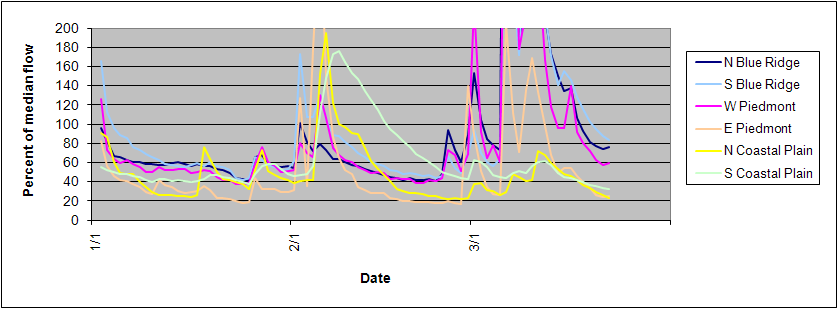 Percent of median flow
200
180
160
140
120
100
80
60
40
20
0
1/1
2/1
3/1
Date
N Blue Ridge
S Blue Ridge
W Piedmont
E Piedmont
N Coastal Plain
S Coastal Plain